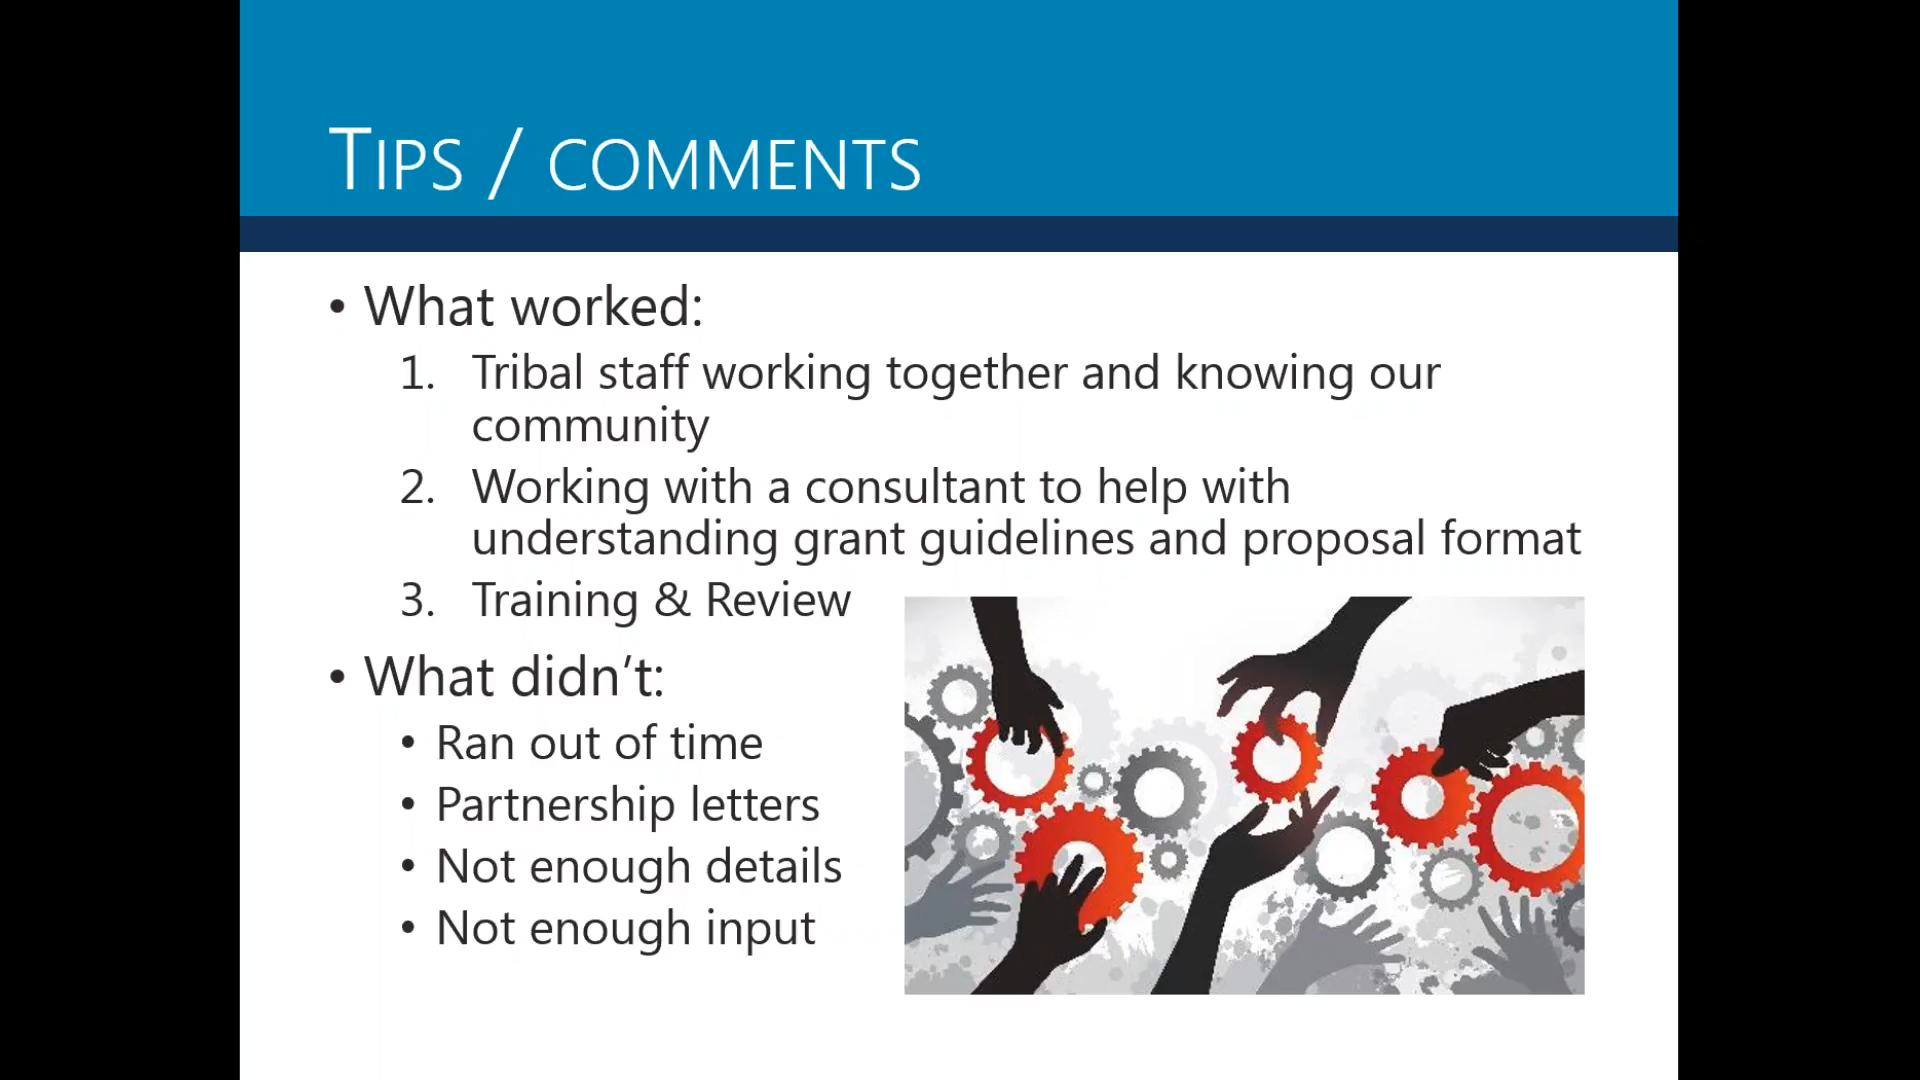 Tips / comments
• What worked:
1. Tribal staff working together and knowing our
community
2. Working with a consultant to help with
understanding grant guidelines and proposal format
3. Training & Review
• What didn’t:
• Ran out of time
• Partnership letters
• Not enough details
• Not enough input